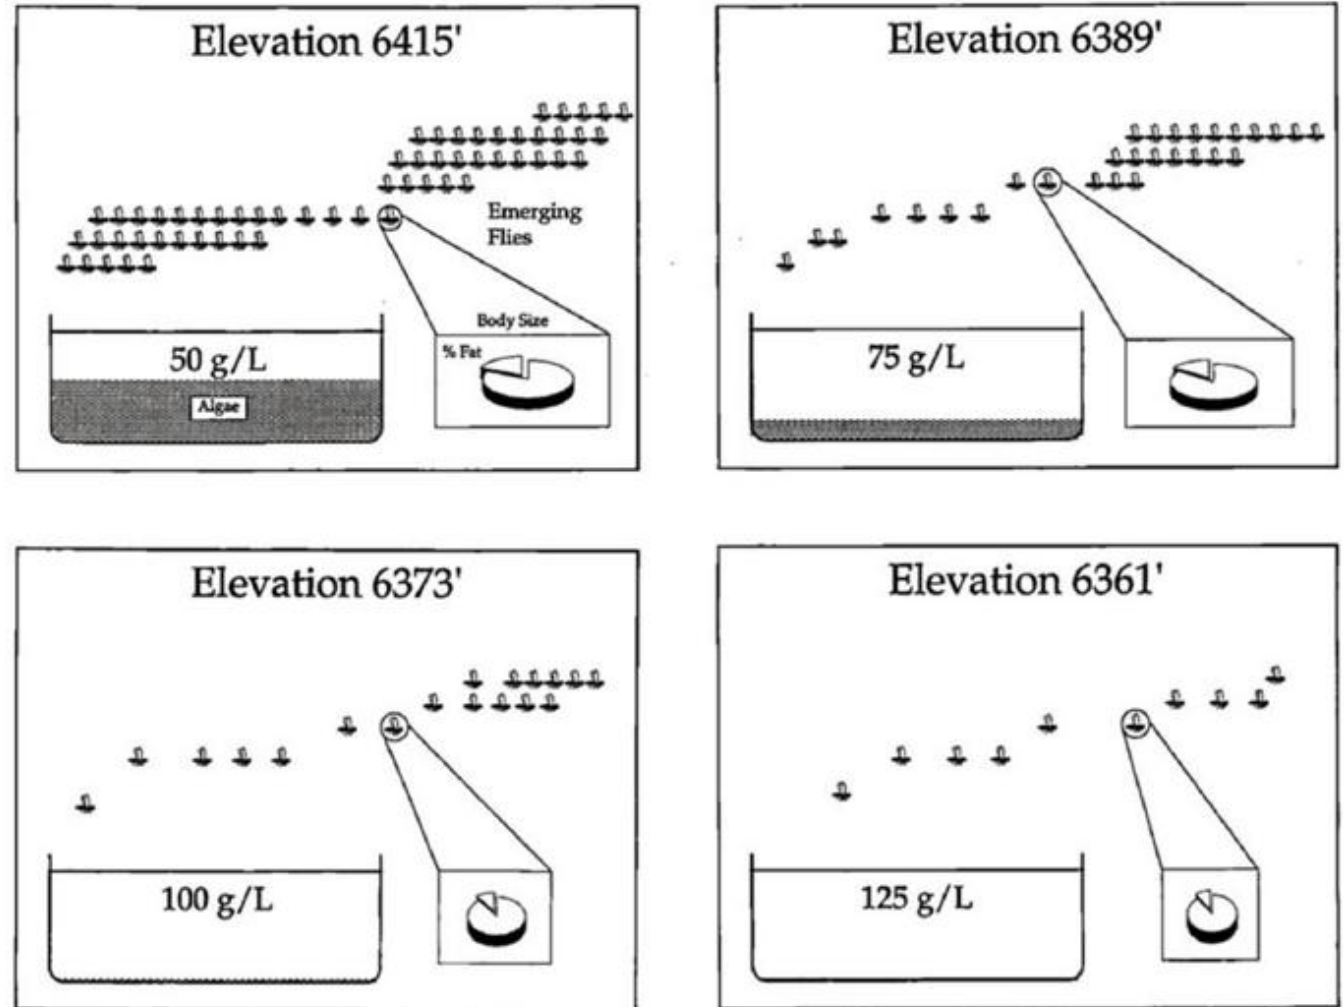 Elevation 6415'
Emerging
Flies
Body Size
% Fat
50 g/L
Algae
Elevation 6389'
75 g/L
Elevation 6373'
100 g/L
Elevation 6361'
125 g/L